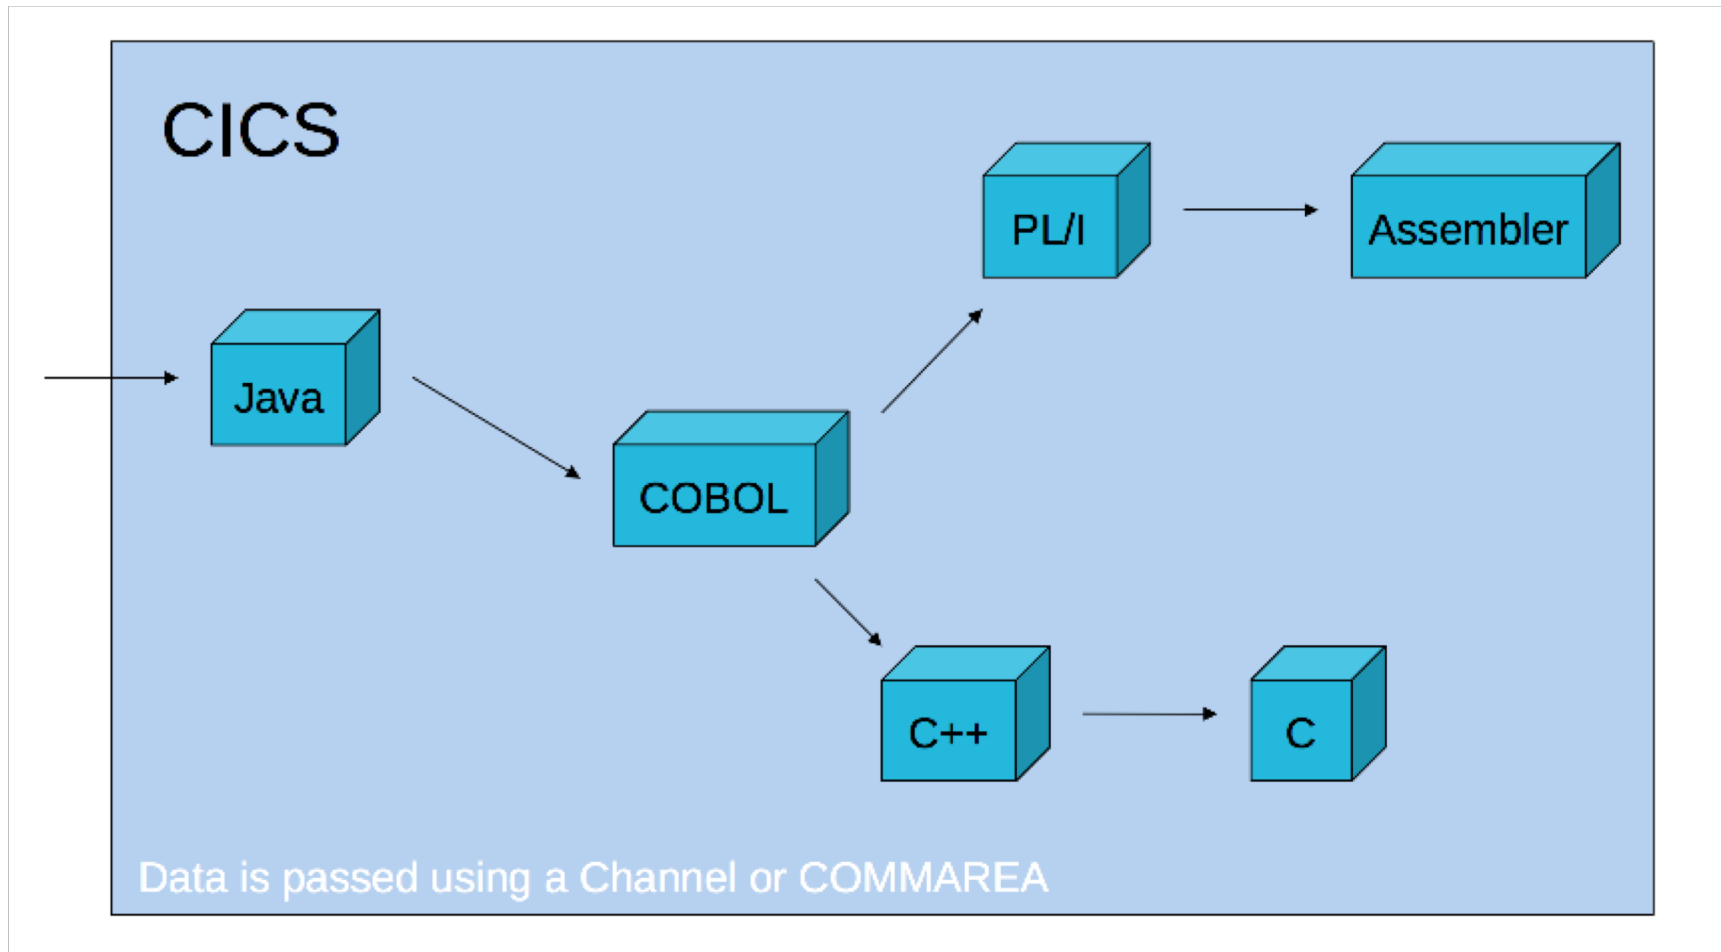 CICS
PL/I
Assembler
Java
COBOL
C++
C
Data is passed using a Channel or COMMAREA